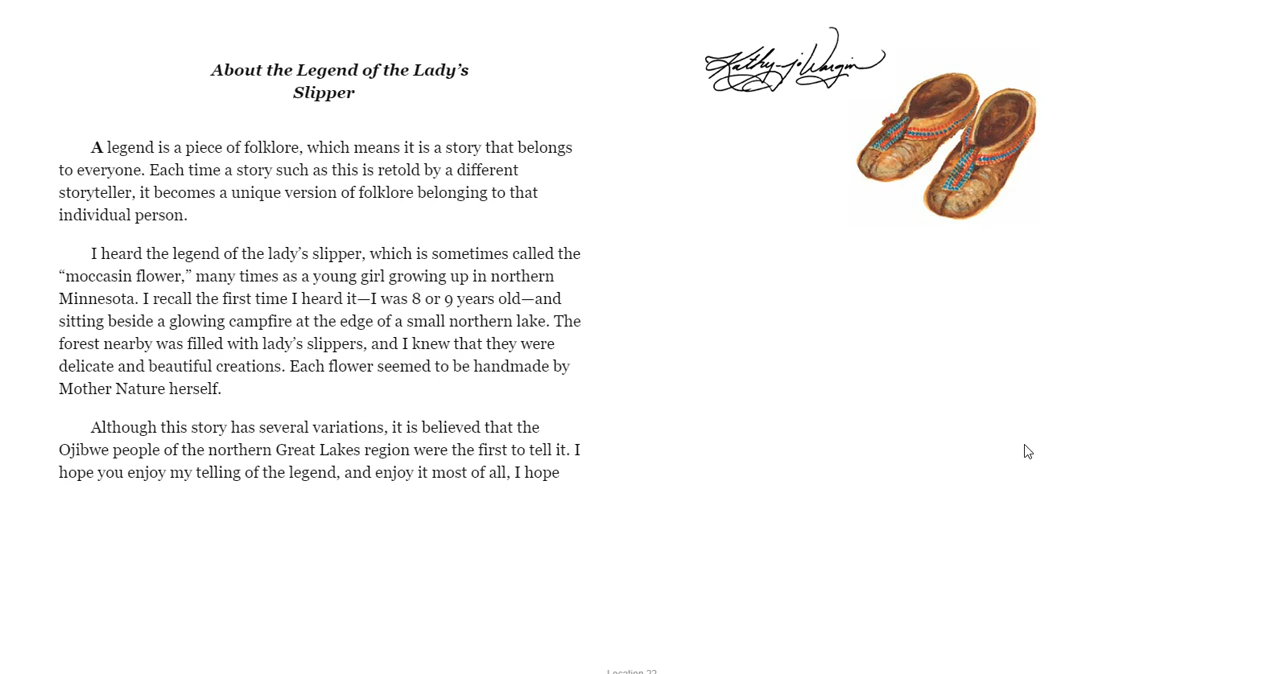 About the Legend of the Lady’s
Slipper
A legend is a piece of folklore, which means it is a story that belongs
to everyone. Each time a story such as this is retold by a different
storyteller, it becomes a unique version of folklore belonging to that
individual person.
I heard the legend of the lady’s slipper, which is sometimes called the
“moccasin flower,” many times as a young girl growing up in northern
Minnesota. I recall the first time I heard it—I was 8 or 9 years old—and
sitting beside a glowing campfire at the edge of a small northern lake. The
forest nearby was filled with lady’s slippers, and I knew that they were
delicate and beautiful creations. Each flower seemed to be handmade by
Mother Nature herself.
Although this story has several variations, it is believed that the
Ojibwe people of the northern Great Lakes region were the first to tell it. I
hope you enjoy my telling of the legend, and enjoy it most of all, I hope
Kathy-jo Wargin
Location 22